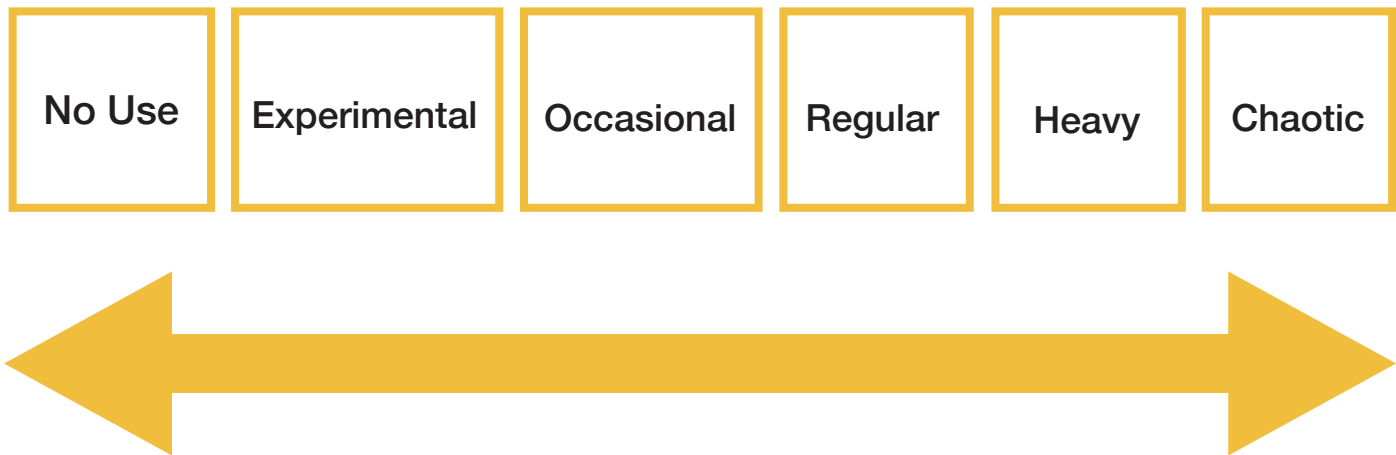 No Use
Experimental
Occasional
Regular
Heavy
Chaotic